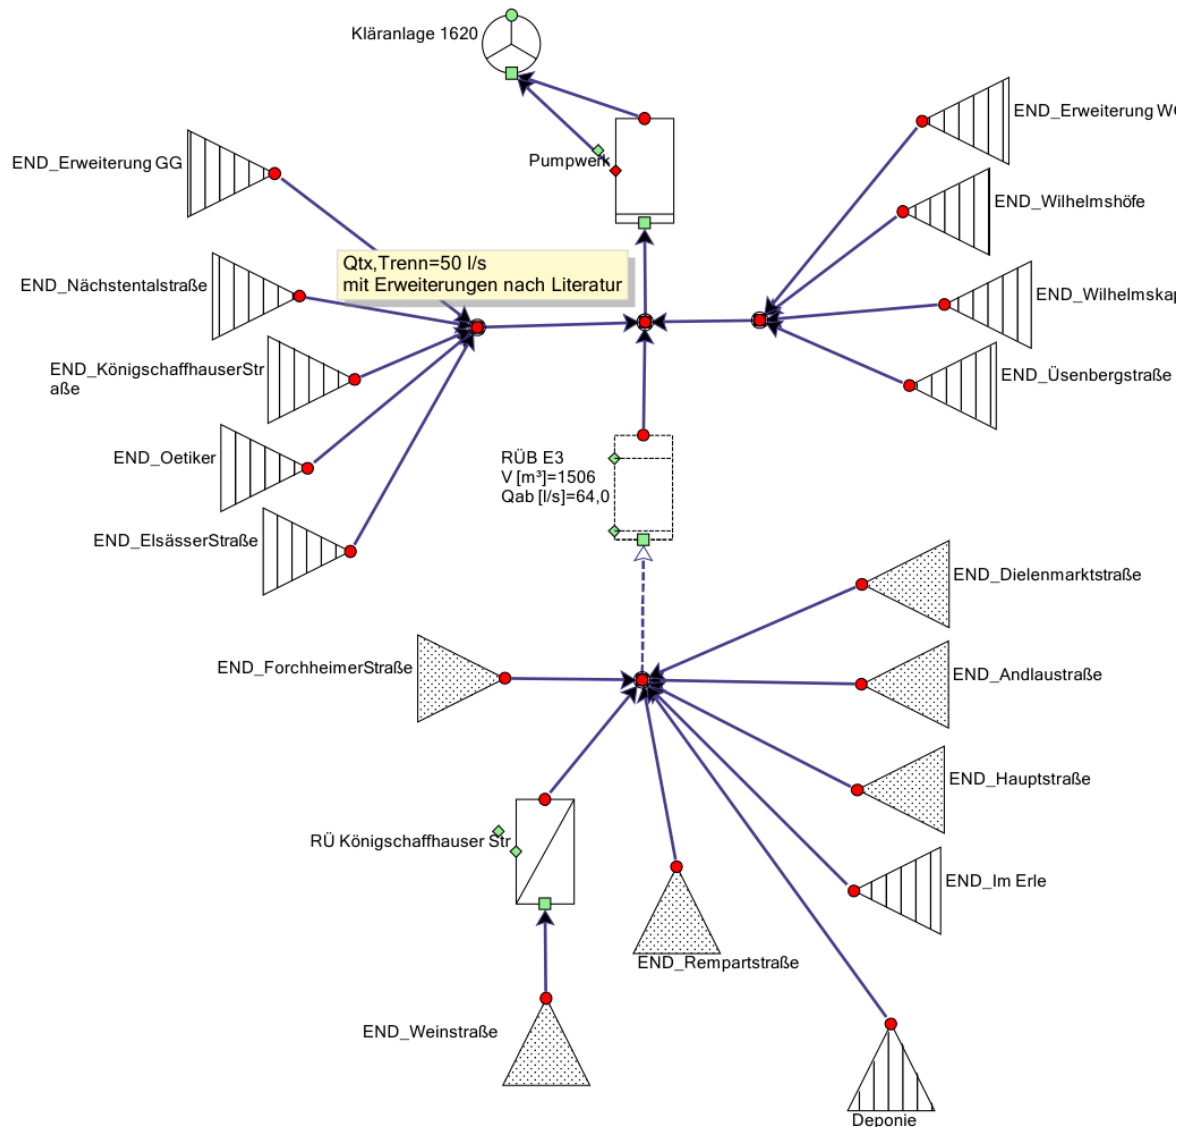 Kläranlage 1620
END_Erweiterung W
END_Erweiterung GG
Pumpwerk
END_Wilhelmshöfe
Qtx,Trenn=50 l/s
mit Erweiterungen nach Literatur
END_Nächstentalstraße
END_Wilhelmska
END_KönigschaffhauserStr
aße
END_Üsenbergstraße
END_Oetiker
RÜB E3
V [m³]=1506
Qab [l/s]=64,0
END_ElsässerStraße
END_Dielenmarktstraße
END_ForchheimerStraße
END_Andlaustraße
END_Hauptstraße
RÜ Königschaffhauser Str
END_Im Erle
END_Rempartstraße
END_Weinstraße
Deponie